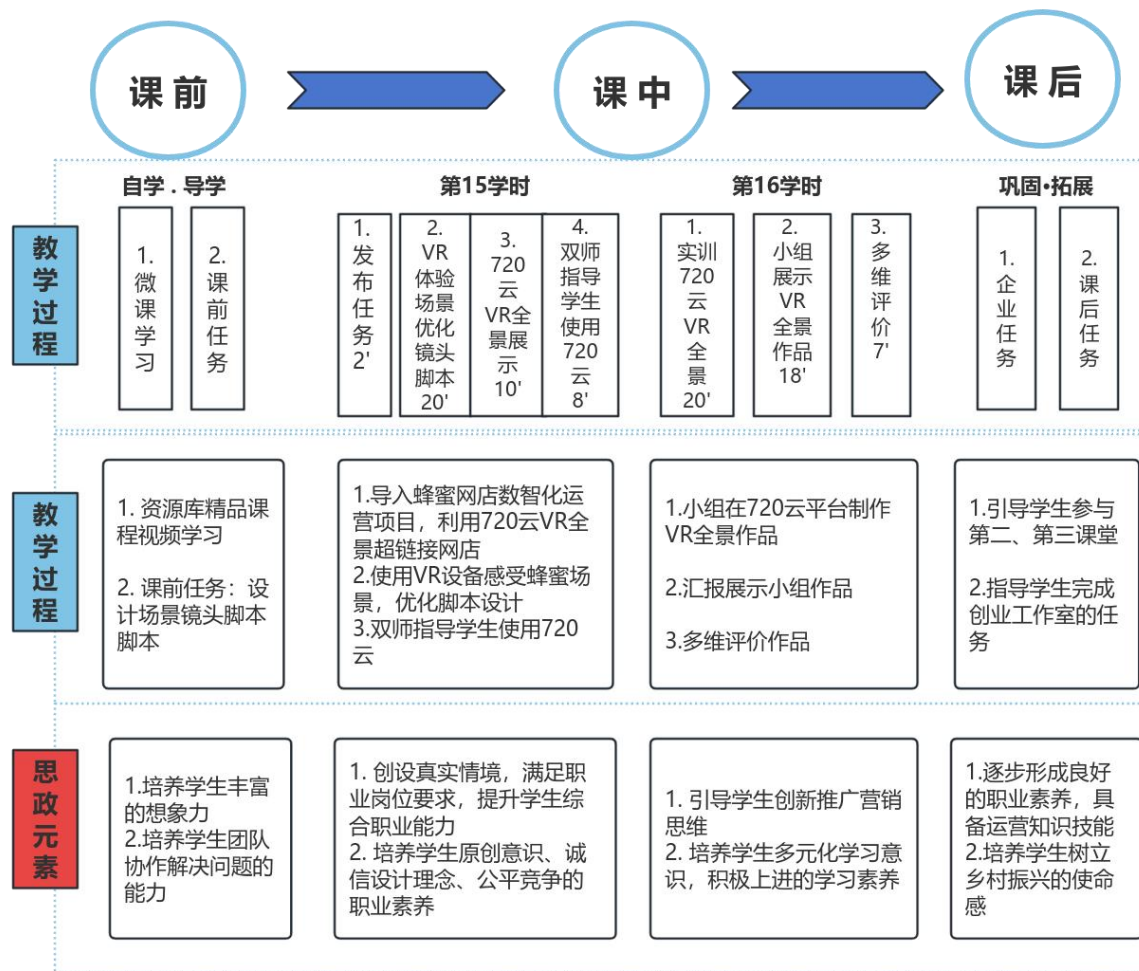 课前
课中
课后
教学过程
自学 . 导学
第15学时
第16学时
巩固·拓展
1.
微
课
学
习
2.
课
前
任
务
1.
发
布
任
务
2'
2.
VR
体验
场景
优化
镜头
脚本
20'
3.
720
云
VR全
景展
示
10'
4.
双师
指导
学生
使用
720
云
8'
1.
实训
720
云
VR
全
景
20'
2.
小组
展示
VR
全景
作品
18'
3.
多
维
评
价
7'
1.
企
业
任
务
2.
课
后
任
务
教学过程
1. 资源库精品课
程视频学习
2. 课前任务：设
计场景镜头脚本
脚本
1.导入蜂蜜网店数智化运
营项目，利用720云VR全
景超链接网店
2.使用VR设备感受蜂蜜场
景，优化脚本设计
3.双师指导学生使用720
云
1.小组在720云平台制作
VR全景作品
2.汇报展示小组作品
3.多维评价作品
1.引导学生参与
第二、第三课堂
2.指导学生完成
创业工作室的任
务
思政元素
1.培养学生丰富
的想象力
2.培养学生团队
协作解决问题的
能力
1. 创设真实情境，满足职
业岗位要求，提升学生综
合职业能力
2. 培养学生原创意识、诚
信设计理念、公平竞争的
职业素养
1. 引导学生创新推广营销
思维
2. 培养学生多元化学习意
识，积极上进的学习素养
1.逐步形成良好
的职业素养，具
备运营知识技能
2.培养学生树立
乡村振兴的使命
感